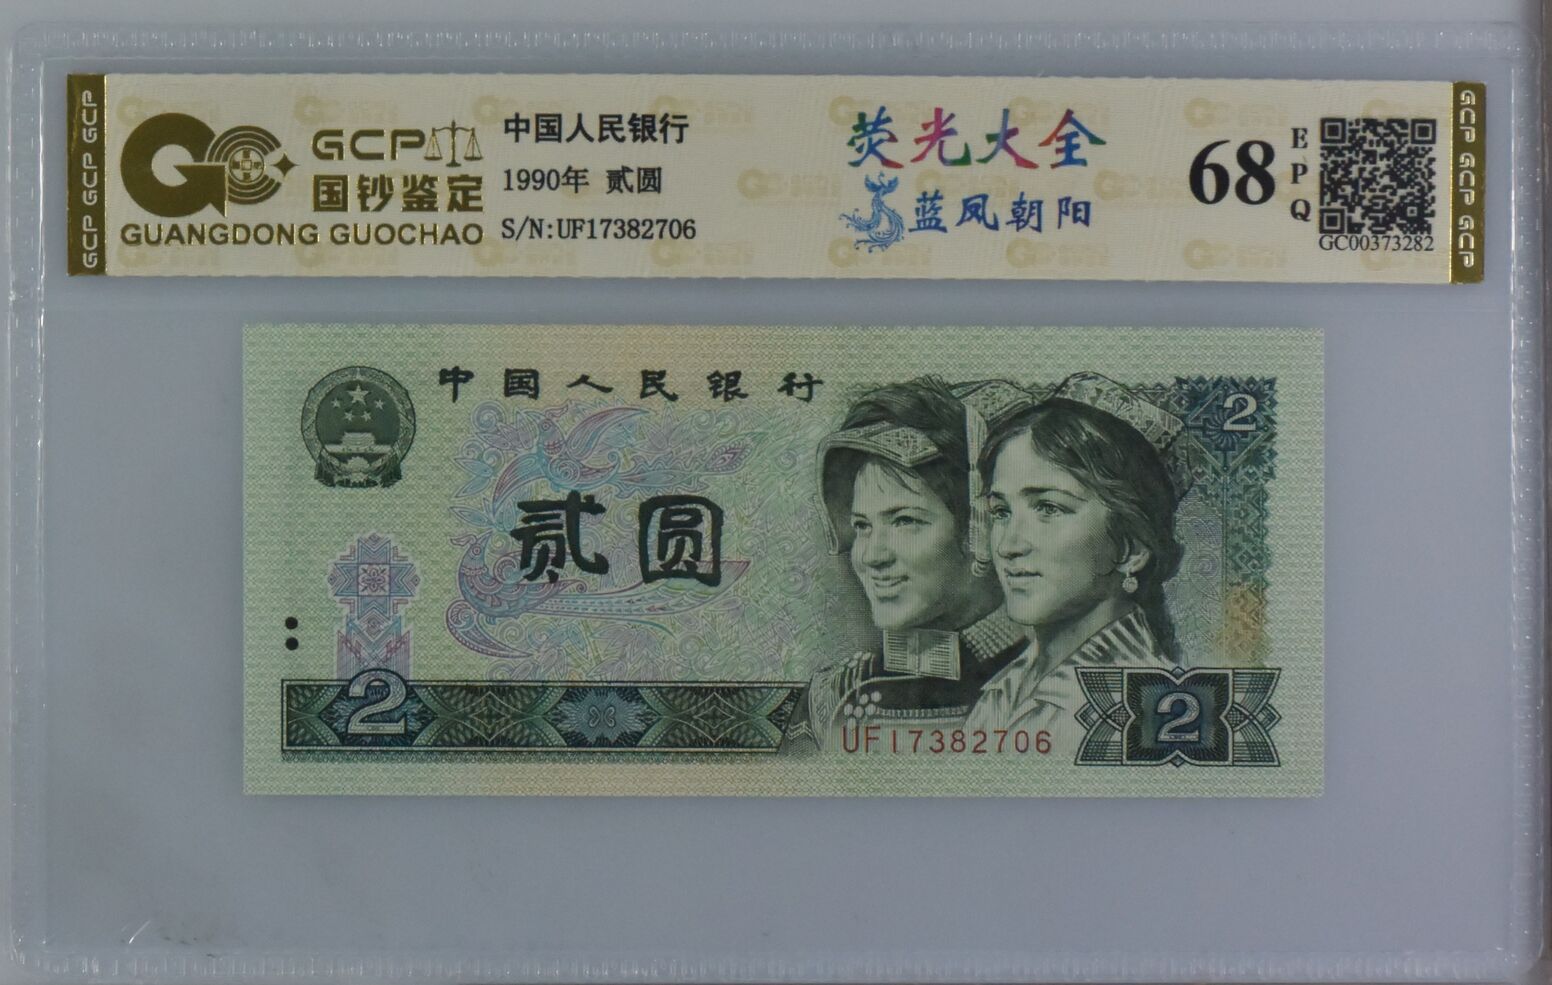 GCP GCP GCP
GCP
国钞鉴定
GUANGDONG GUOCHAO
中国人民银行
1990年 贰圆
S/N:UF17382706
荧光大全
蓝凤朝阳
68
EPQ
GC00373282
GCP GCP GCP
中国人民银行
2
贰圆
2
UF17382706
2